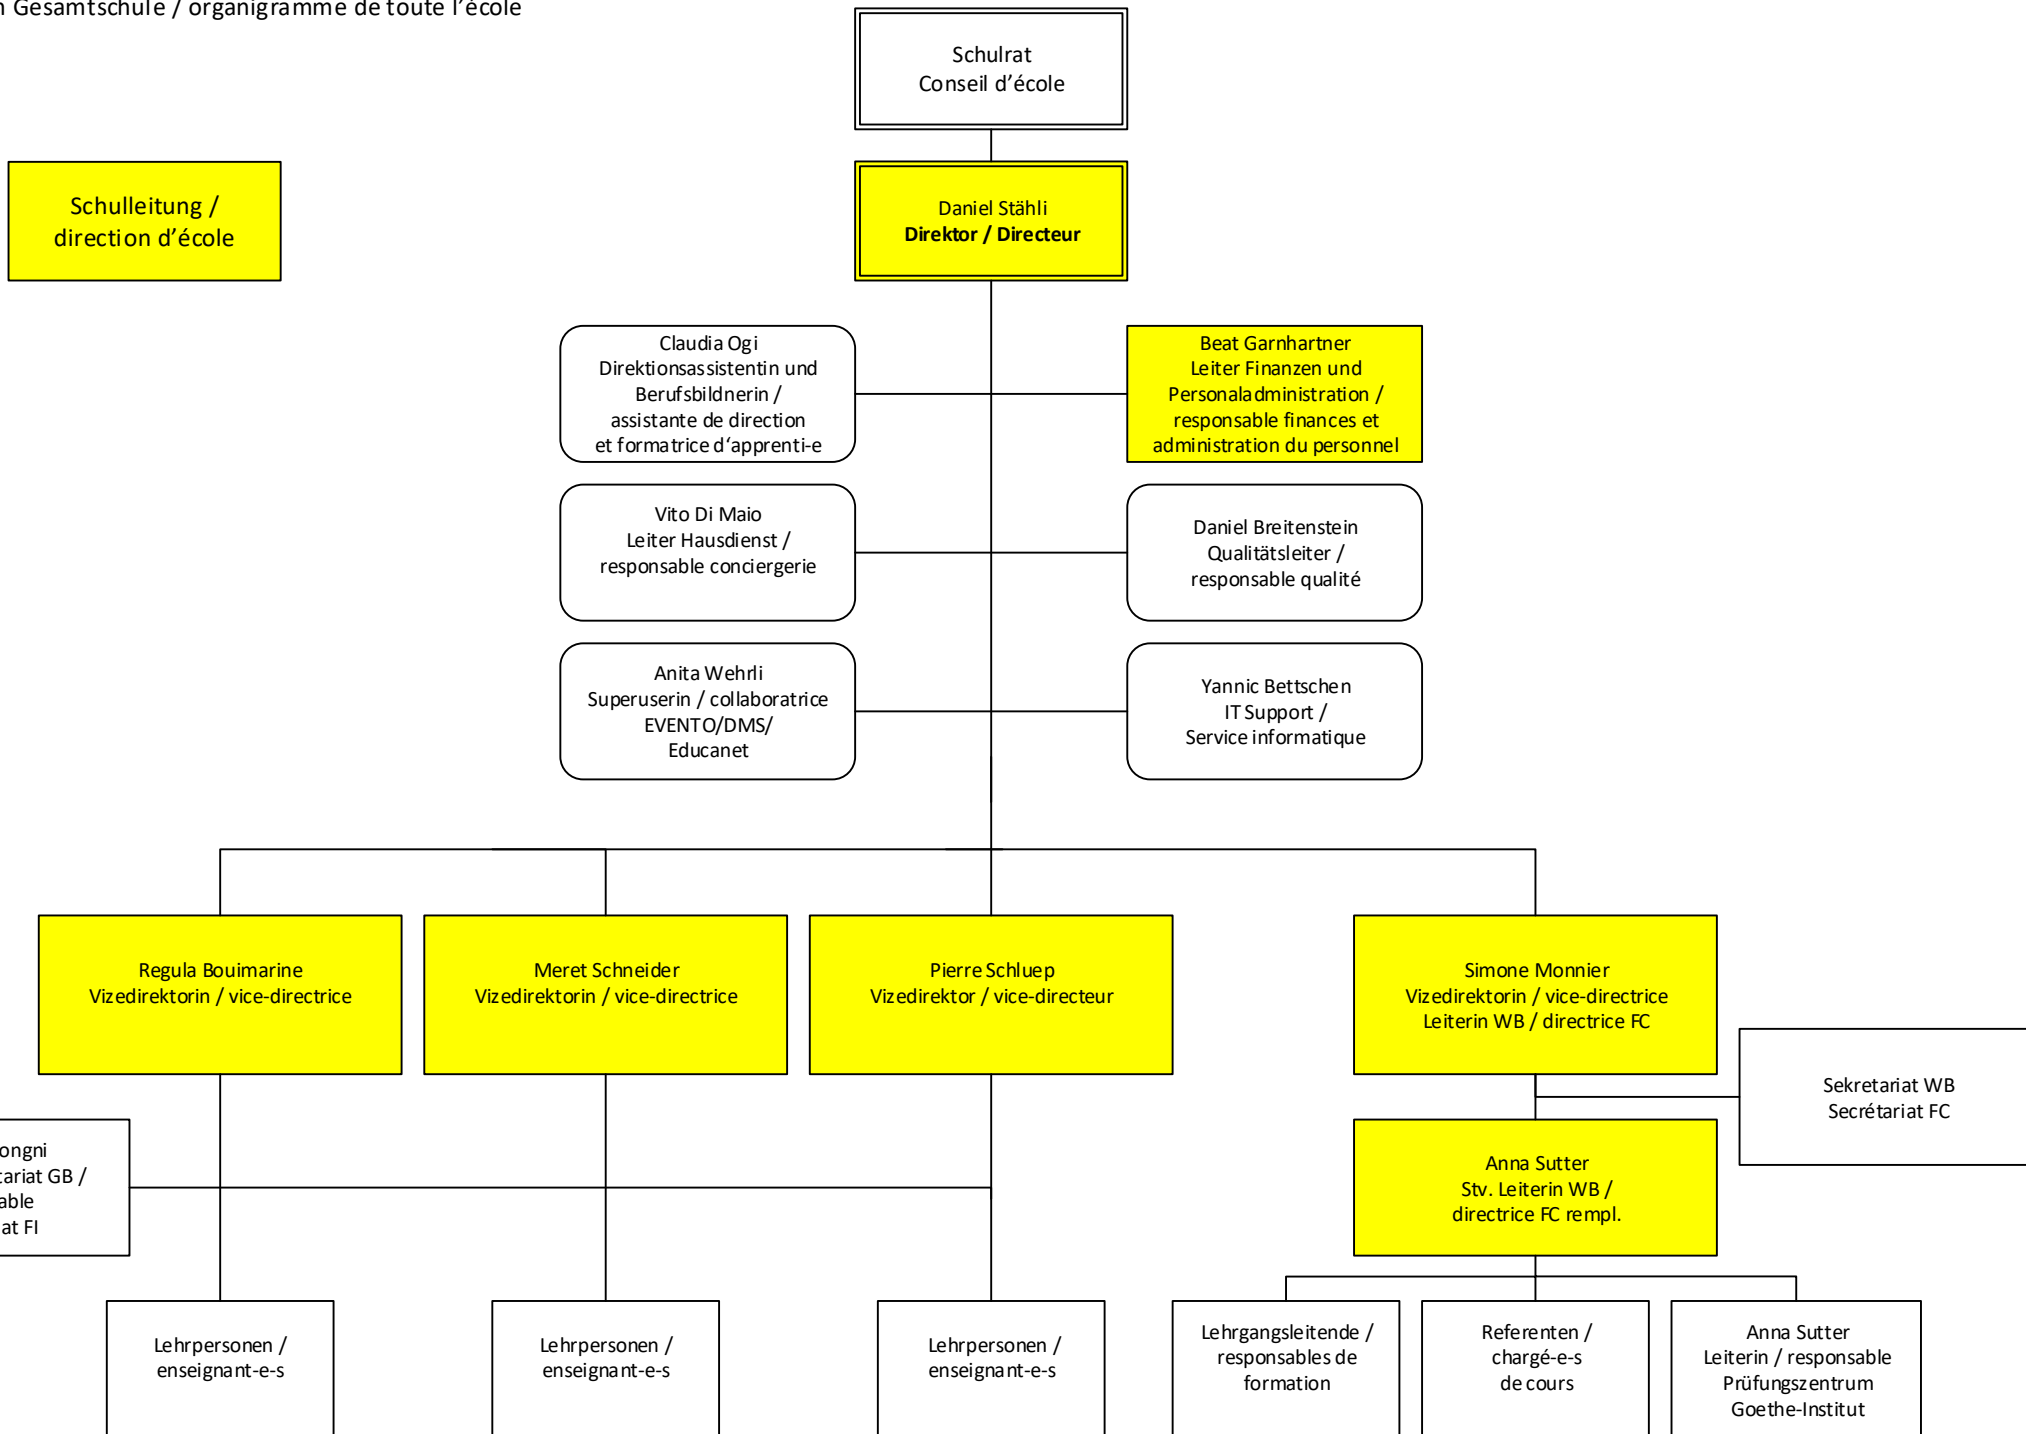 Gesamtschule / organigramme de toute l'école
Schulrat
Conseil d'école
Schulleitung /
direction d'école
Daniel Stähli
Direktor / Directeur
Claudia Ogi
Direktionsassistentin und
Berufsbildnerin /
assistante de direction
et formatrice d'apprenti-e
Beat Garnhartner
Leiter Finanzen und
Personaladministration /
responsable finances et
administration du personnel
Vito Di Maio
Leiter Hausdienst /
responsable conciergerie
Daniel Breitenstein
Qualitätsleiter /
responsable qualité
Anita Wehrli
Superuserin / collaboratrice
EVENTO/DMS/
Educanet
Yannic Bettschen
IT Support /
Service informatique
Regula Bouimarine
Vizedirektorin / vice-directrice
Meret Schneider
Vizedirektorin / vice-directrice
Pierre Schluep
Vizedirektor / vice-directeur
Simone Monnier
Vizedirektorin / vice-directrice
Leiterin WB / directrice FC
Sekretariat WB
Secrétariat FC
ongni
tariat GB /
able
at FI
Anna Sutter
Stv. Leiterin WB /
directrice FC rempl.
Lehrpersonen /
enseignant-e-s
Lehrpersonen /
enseignant-e-s
Lehrpersonen /
enseignant-e-s
Lehrgangsleitende /
responsables de
formation
Referenten /
chargé-e-s
de cours
Anna Sutter
Leiterin / responsable
Prüfungszentrum
Goethe-Institut